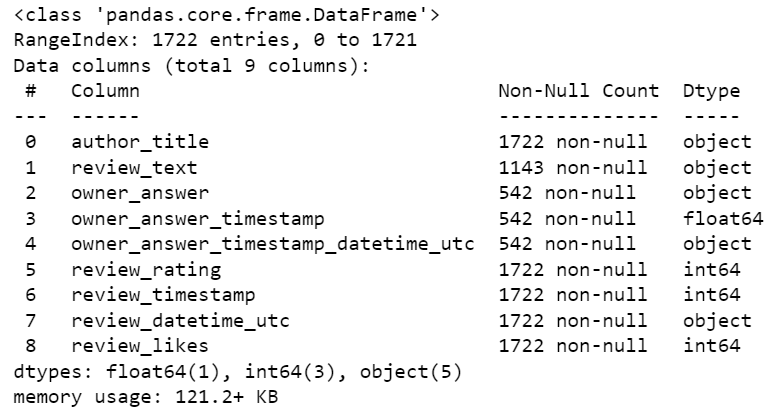 <class 'pandas.core.frame.DataFrame'>
RangeIndex: 1722 entries, 0 to 1721
Data columns (total 9 columns):
 #   Column                              Non-Null Count  Dtype  
---  ------                              --------------  -----  
 0   author_title                        1722 non-null   object 
 1   review_text                         1143 non-null   object 
 2   owner_answer                        542 non-null    object 
 3   owner_answer_timestamp              542 non-null    float64
 4   owner_answer_timestamp_datetime_utc  542 non-null    object 
 5   review_rating                       1722 non-null   int64  
 6   review_timestamp                    1722 non-null   int64  
 7   review_datetime_utc                 1722 non-null   object 
 8   review_likes                        1722 non-null   int64  
dtypes: float64(1), int64(3), object(5)
memory usage: 121.2+ KB